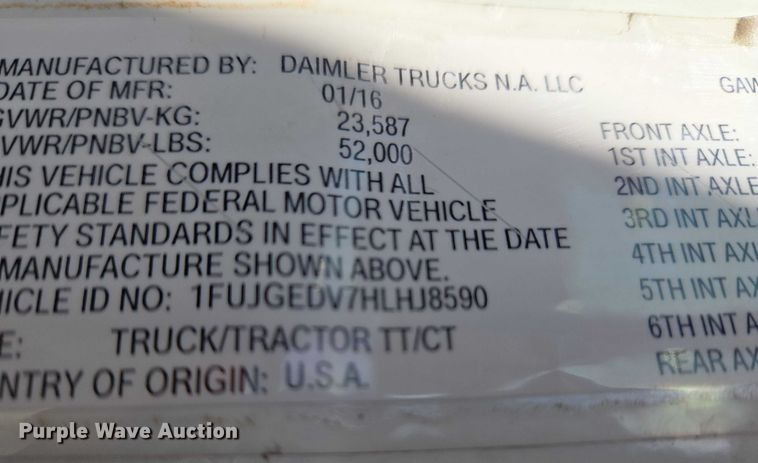 MANUFACTURED BY: DAIMLER TRUCKS N.A. LLC GAW
DATE OF MFR: 01/16
GVWR/PNBV-KG: 23,587 FRONT AXLE:
VWR/PNBV-LBS: 52,000 1ST INT AXLE:
HIS VEHICLE COMPLIES WITH ALL 2ND INT AXLE
PPLICABLE FEDERAL MOTOR VEHICLE 3RD INT AXL
FETY STANDARDS IN EFFECT AT THE DATE 4TH INT AXI
MANUFACTURE SHOWN ABOVE. 5TH INT AX
HICLE ID NO: 1FUJGEDV7HLHJ8590 6TH INT A
E: TRUCK/TRACTOR TT/CT REAR AX
NTRY OF ORIGIN: U.S.A.
Purple Wave Auction